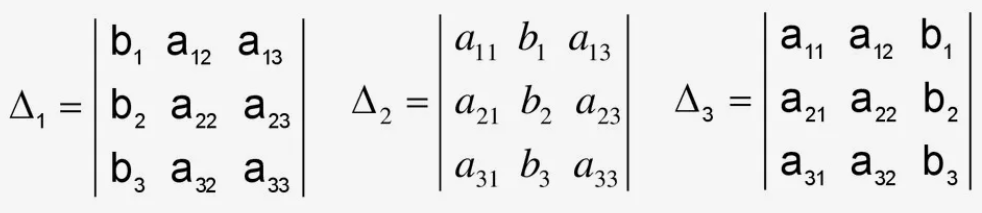 Δ₁ = | b₁ a₁₂ a₁₃ | Δ₂ = | a₁₁ b₁ a₁₃ | Δ₃ = | a₁₁ a₁₂ b₁ |
| b₂ a₂₂ a₂₃ | | a₂₁ b₂ a₂₃ | | a₂₁ a₂₂ b₂ |
| b₃ a₃₂ a₃₃ | | a₃₁ b₃ a₃₃ | | a₃₁ a₃₂ b₃ |